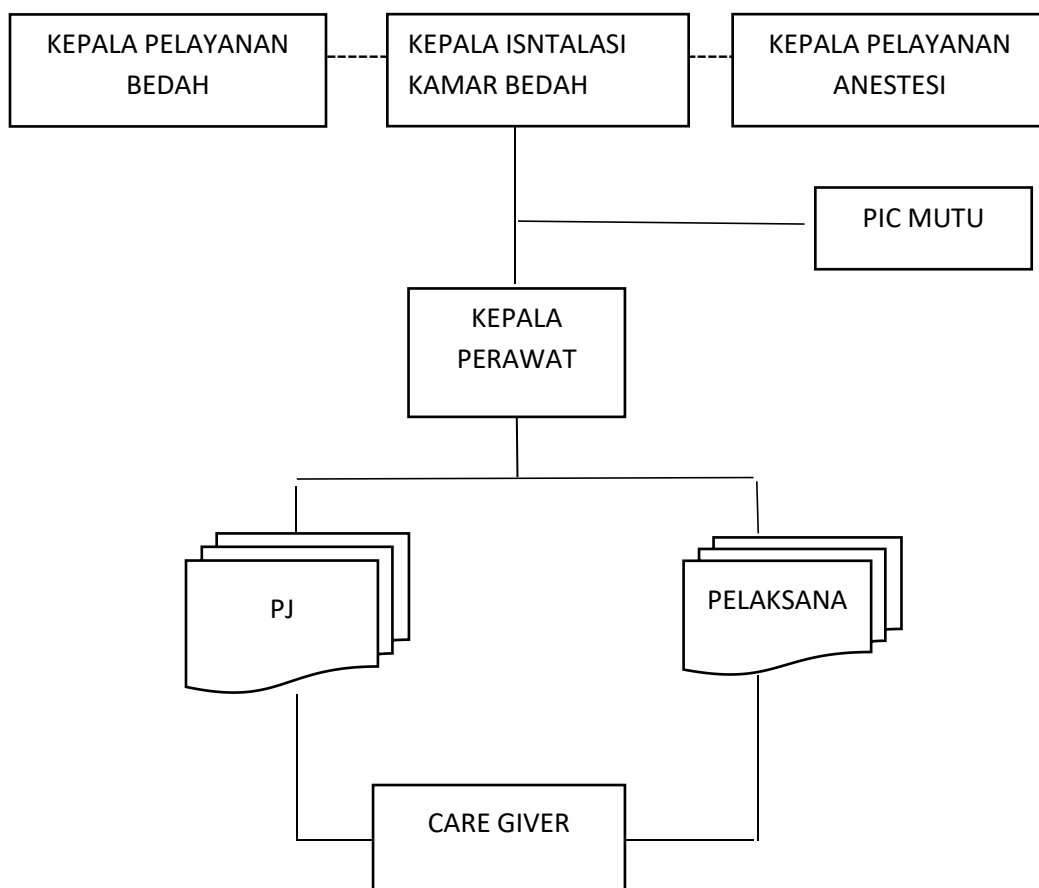 KEPALA PELAYANAN
BEDAH
KEPALA ISNTALASI
KAMAR BEDAH
KEPALA PELAYANAN
ANESTESI
PIC MUTU
KEPALA
PERAWAT
PJ
PELAKSANA
CARE GIVER